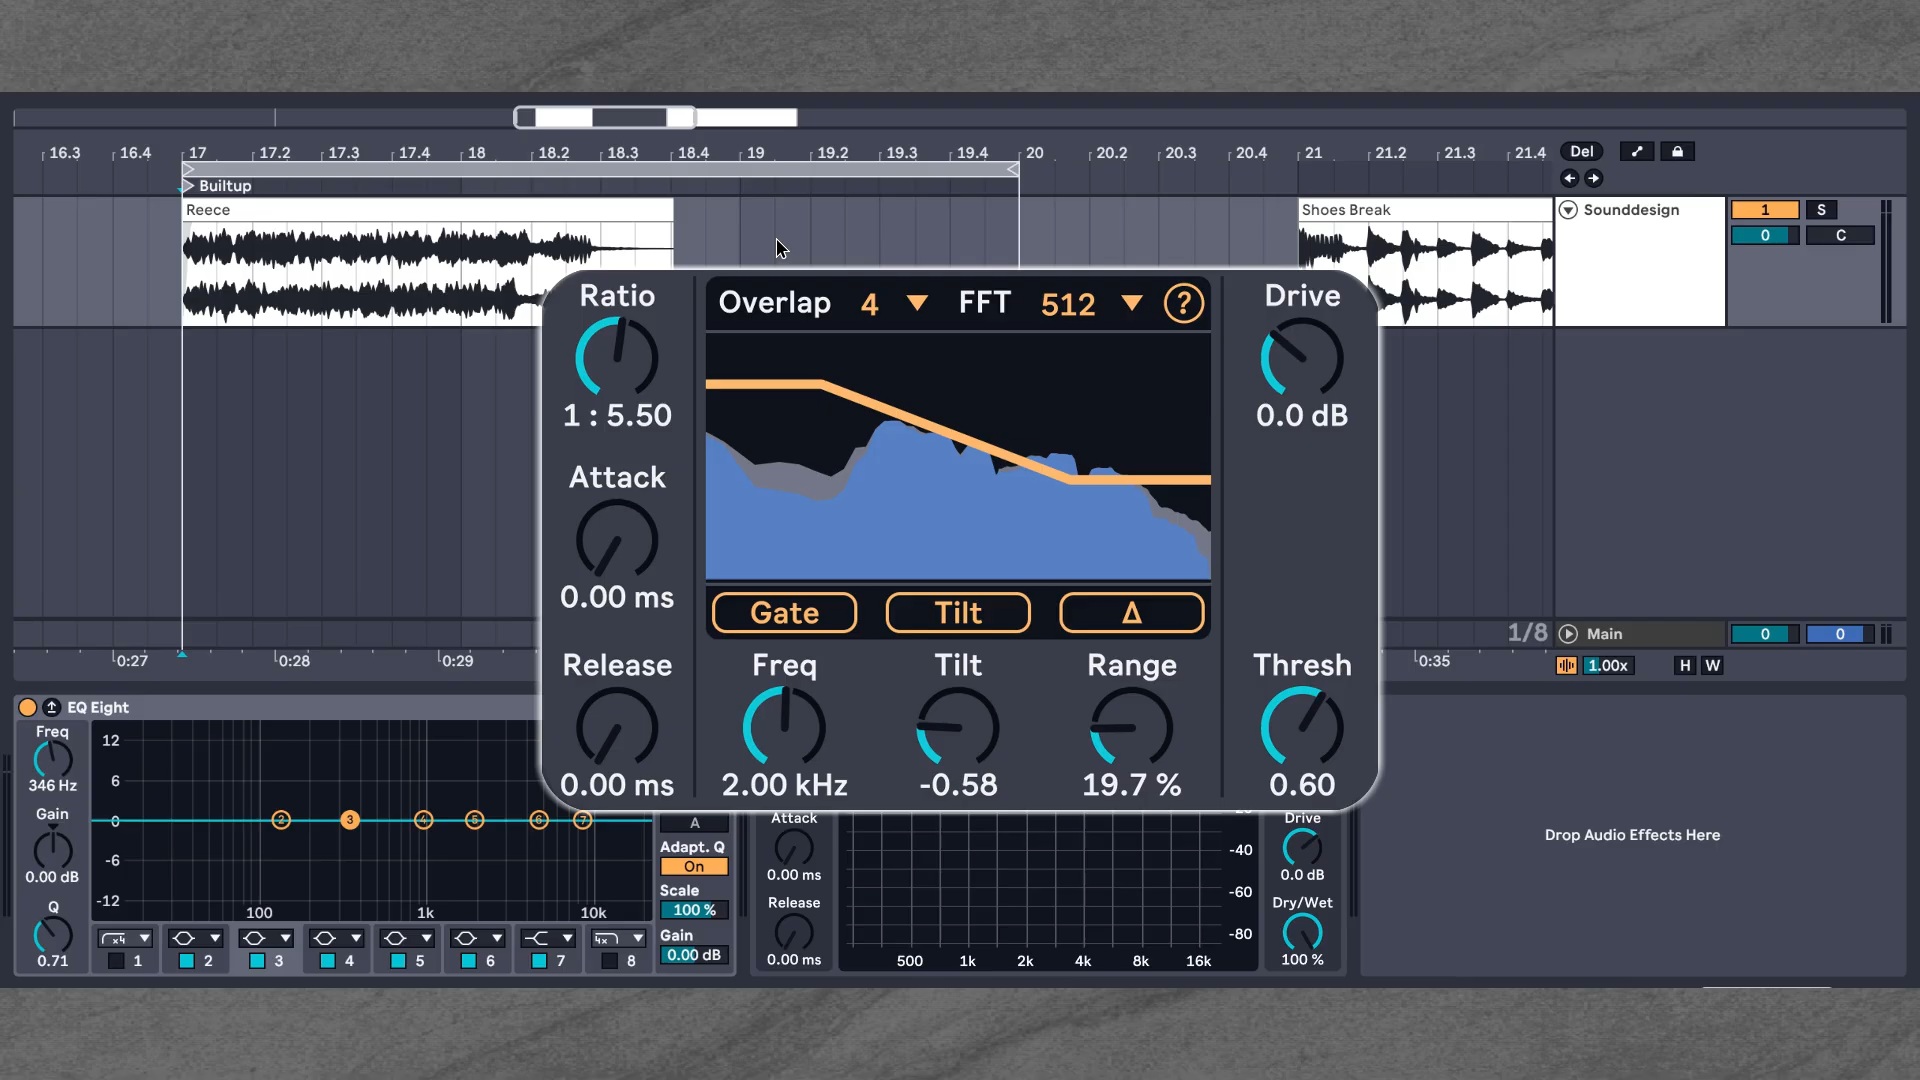 16.3 16.4 17 17.2 17.3 17.4 18 18.2 18.3 18.4 19 19.2 19.3 19.4 20 20.2 20.3 20.4 21 21.2 21.3 21.4 Del
Builtup
Reece
Shoes Break
Sounddesign
1 S
0 C
Ratio
1 : 5.50
Attack
0.00 ms
Release
0.00 ms
Overlap 4 FFT 512 ?
Gate Tilt Δ
Freq Tilt Range
2.00 kHz -0.58 19.7 %
Drive
0.0 dB
Thresh
0.60
1/8 Main 0 0
0:27 0:28 0:29 0:35 1.00x H W
EQ Eight
Freq
346 Hz
Gain
0.00 dB
Q
0.71
12
6
0
-6
-12
2 3 4 5 6 7
100 1k 10k
x4 4x
1 2 3 4 5 6 7 8
A
Adapt. Q
On
Scale
100 %
Gain
0.00 dB
Attack
0.00 ms
Release
0.00 ms
-40
-60
-80
500 1k 2k 4k 8k 16k
Drive
0.0 dB
Dry/Wet
100 %
Drop Audio Effects Here